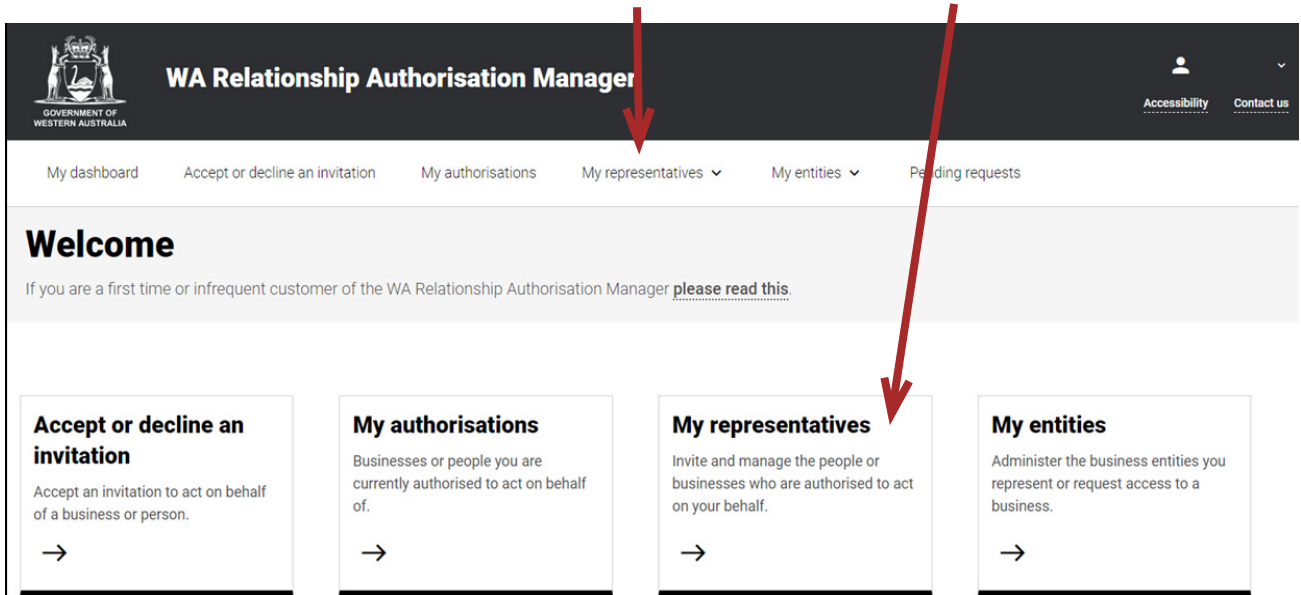 WA Relationship Authorisation Manager
GOVERNMENT OF
WESTERN AUSTRALIA
Accessibility
Contact us
My dashboard
Accept or decline an invitation
My authorisations
My representatives
My entities
Pending requests
Welcome
If you are a first time or infrequent customer of the WA Relationship Authorisation Manager please read this.
Accept or decline an
invitation
Accept an invitation to act on behalf
of a business or person.
My authorisations
Businesses or people you are
currently authorised to act on behalf
of.
My representatives
Invite and manage the people or
businesses who are authorised to act
on your behalf.
My entities
Administer the business entities you
represent or request access to a
business.